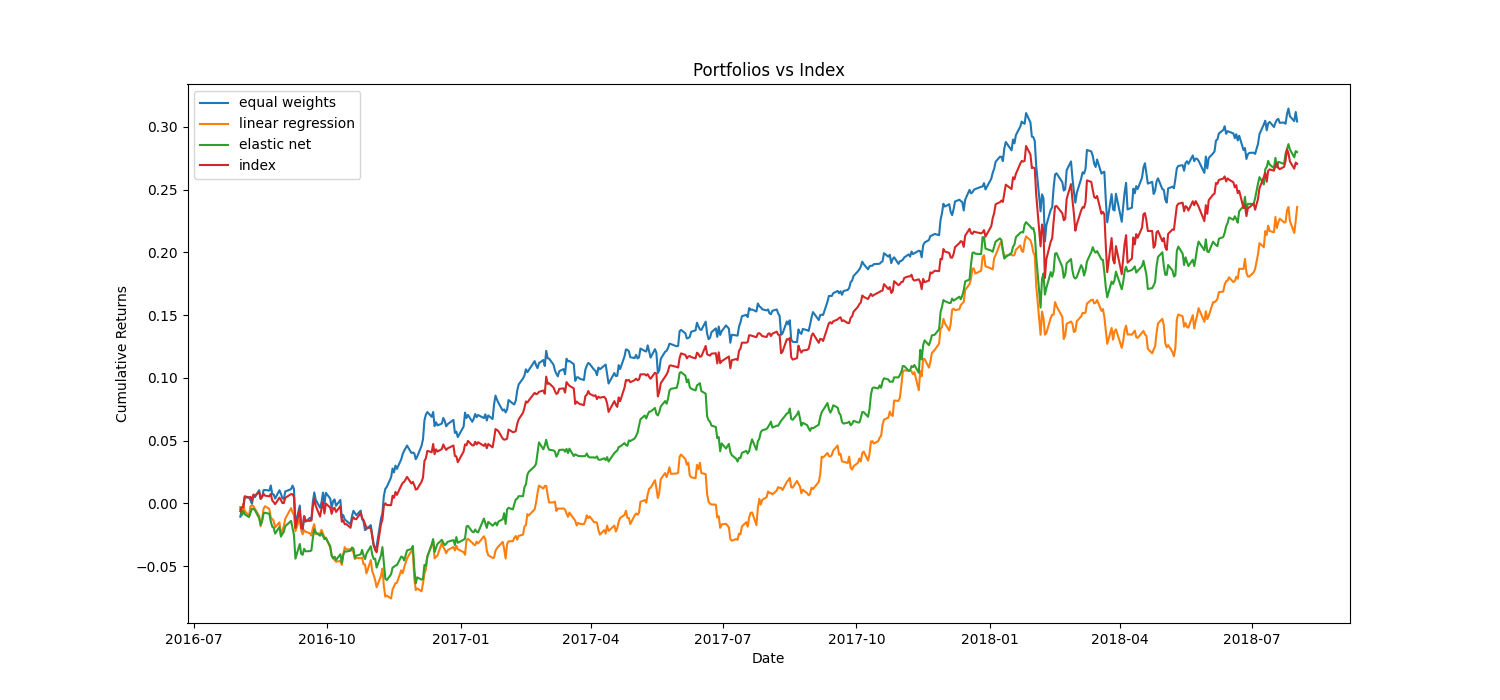 Portfolios vs Index
equal weights
linear regression
elastic net
index
Cumulative Returns
0.30
0.25
0.20
0.15
0.10
0.05
0.00
−0.05
2016-07
2016-10
2017-01
2017-04
2017-07
2017-10
2018-01
2018-04
2018-07
Date